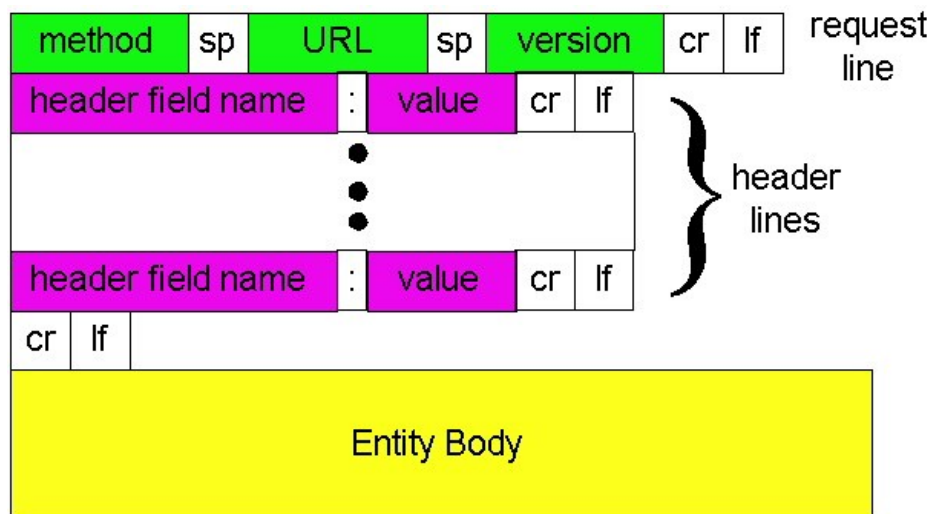 method sp URL sp version cr lf request line
header field name : value cr lf
header lines
header field name : value cr lf
cr lf
Entity Body